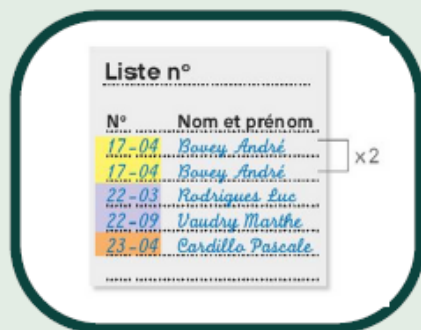 Liste n°
N° Nom et prénom
17-04 Bovey André
17-04 Bovey André
x2
22-03 Rodrigues Luc
22-09 Vaudry Marthe
23-04 Cardillo Pascale